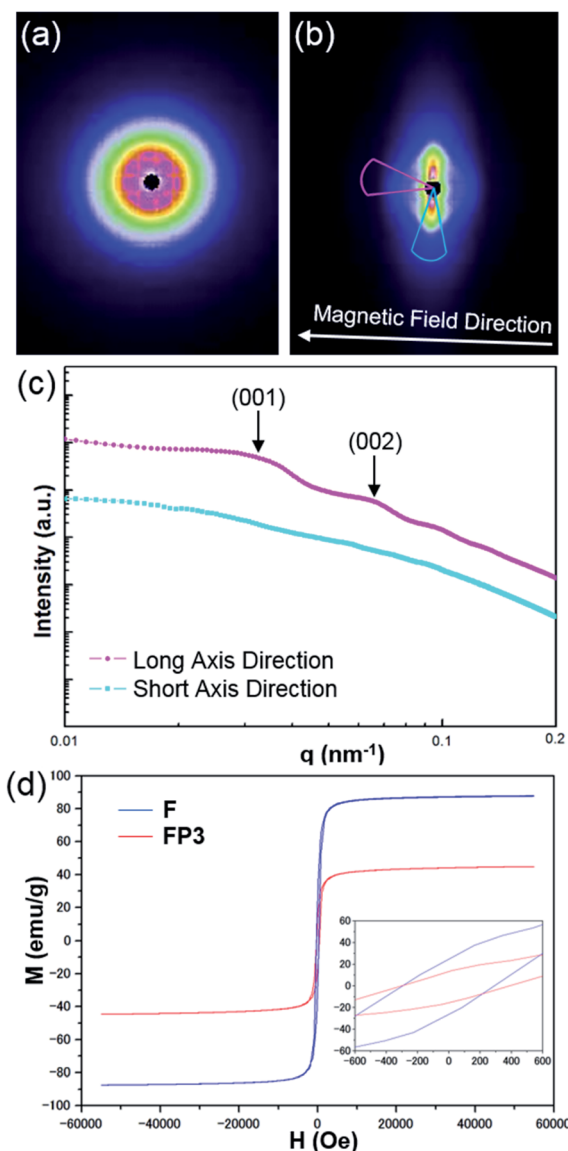 (a)
(b)
Magnetic Field Direction
(c)
(001)
(002)
Intensity (a.u.)
Long Axis Direction
Short Axis Direction
0.01
0.1
0.2
q (nm⁻¹)
(d)
100
80
60
40
20
0
−20
−40
−60
−80
−100
M (emu/g)
F
FP3
60
40
20
0
-20
-40
-60
-600 -400 -200 0 200 400 600
−60000 −40000 −20000 0 20000 40000 60000
H (Oe)